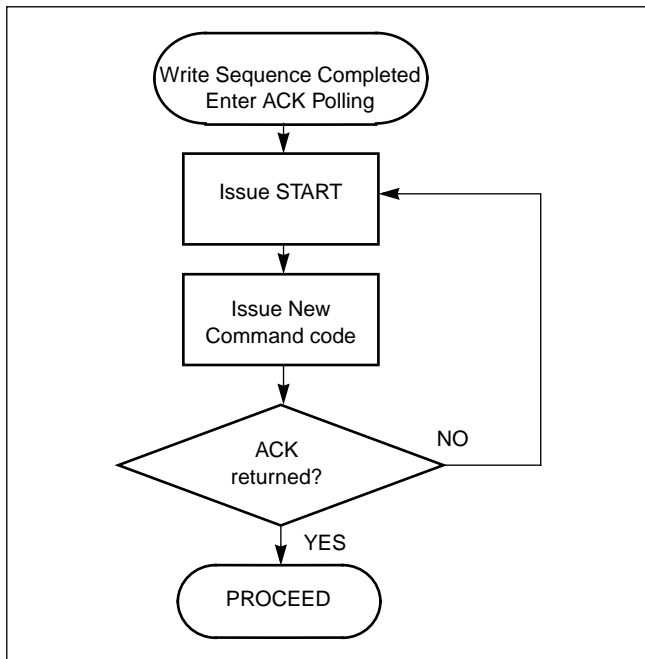 Write Sequence Completed
Enter ACK Polling
Issue START
Issue New
Command code
ACK
returned?
NO
YES
PROCEED